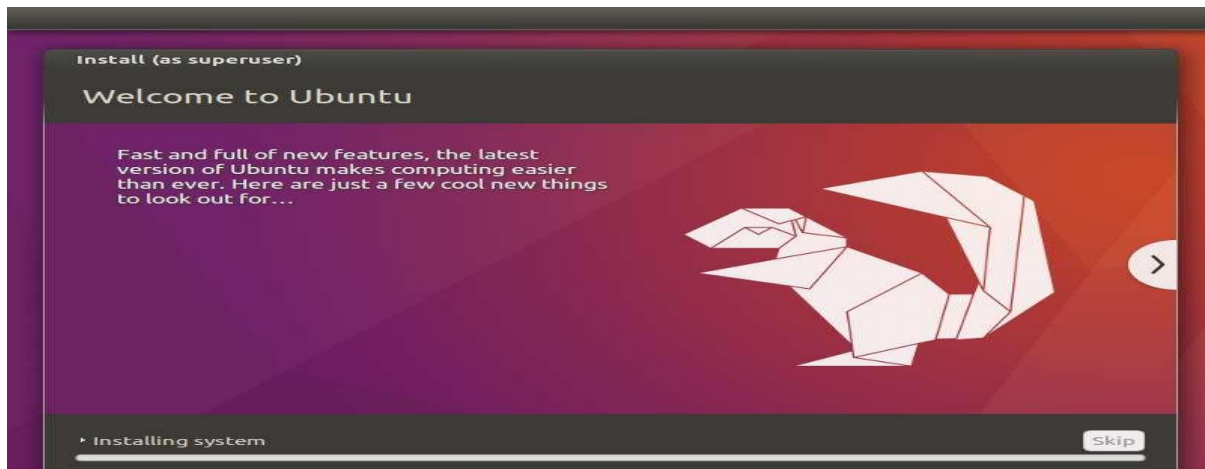 Install (as superuser)
Welcome to Ubuntu
Fast and full of new features, the latest
version of Ubuntu makes computing easier
than ever. Here are just a few cool new things
to look out for...
Installing system
Skip